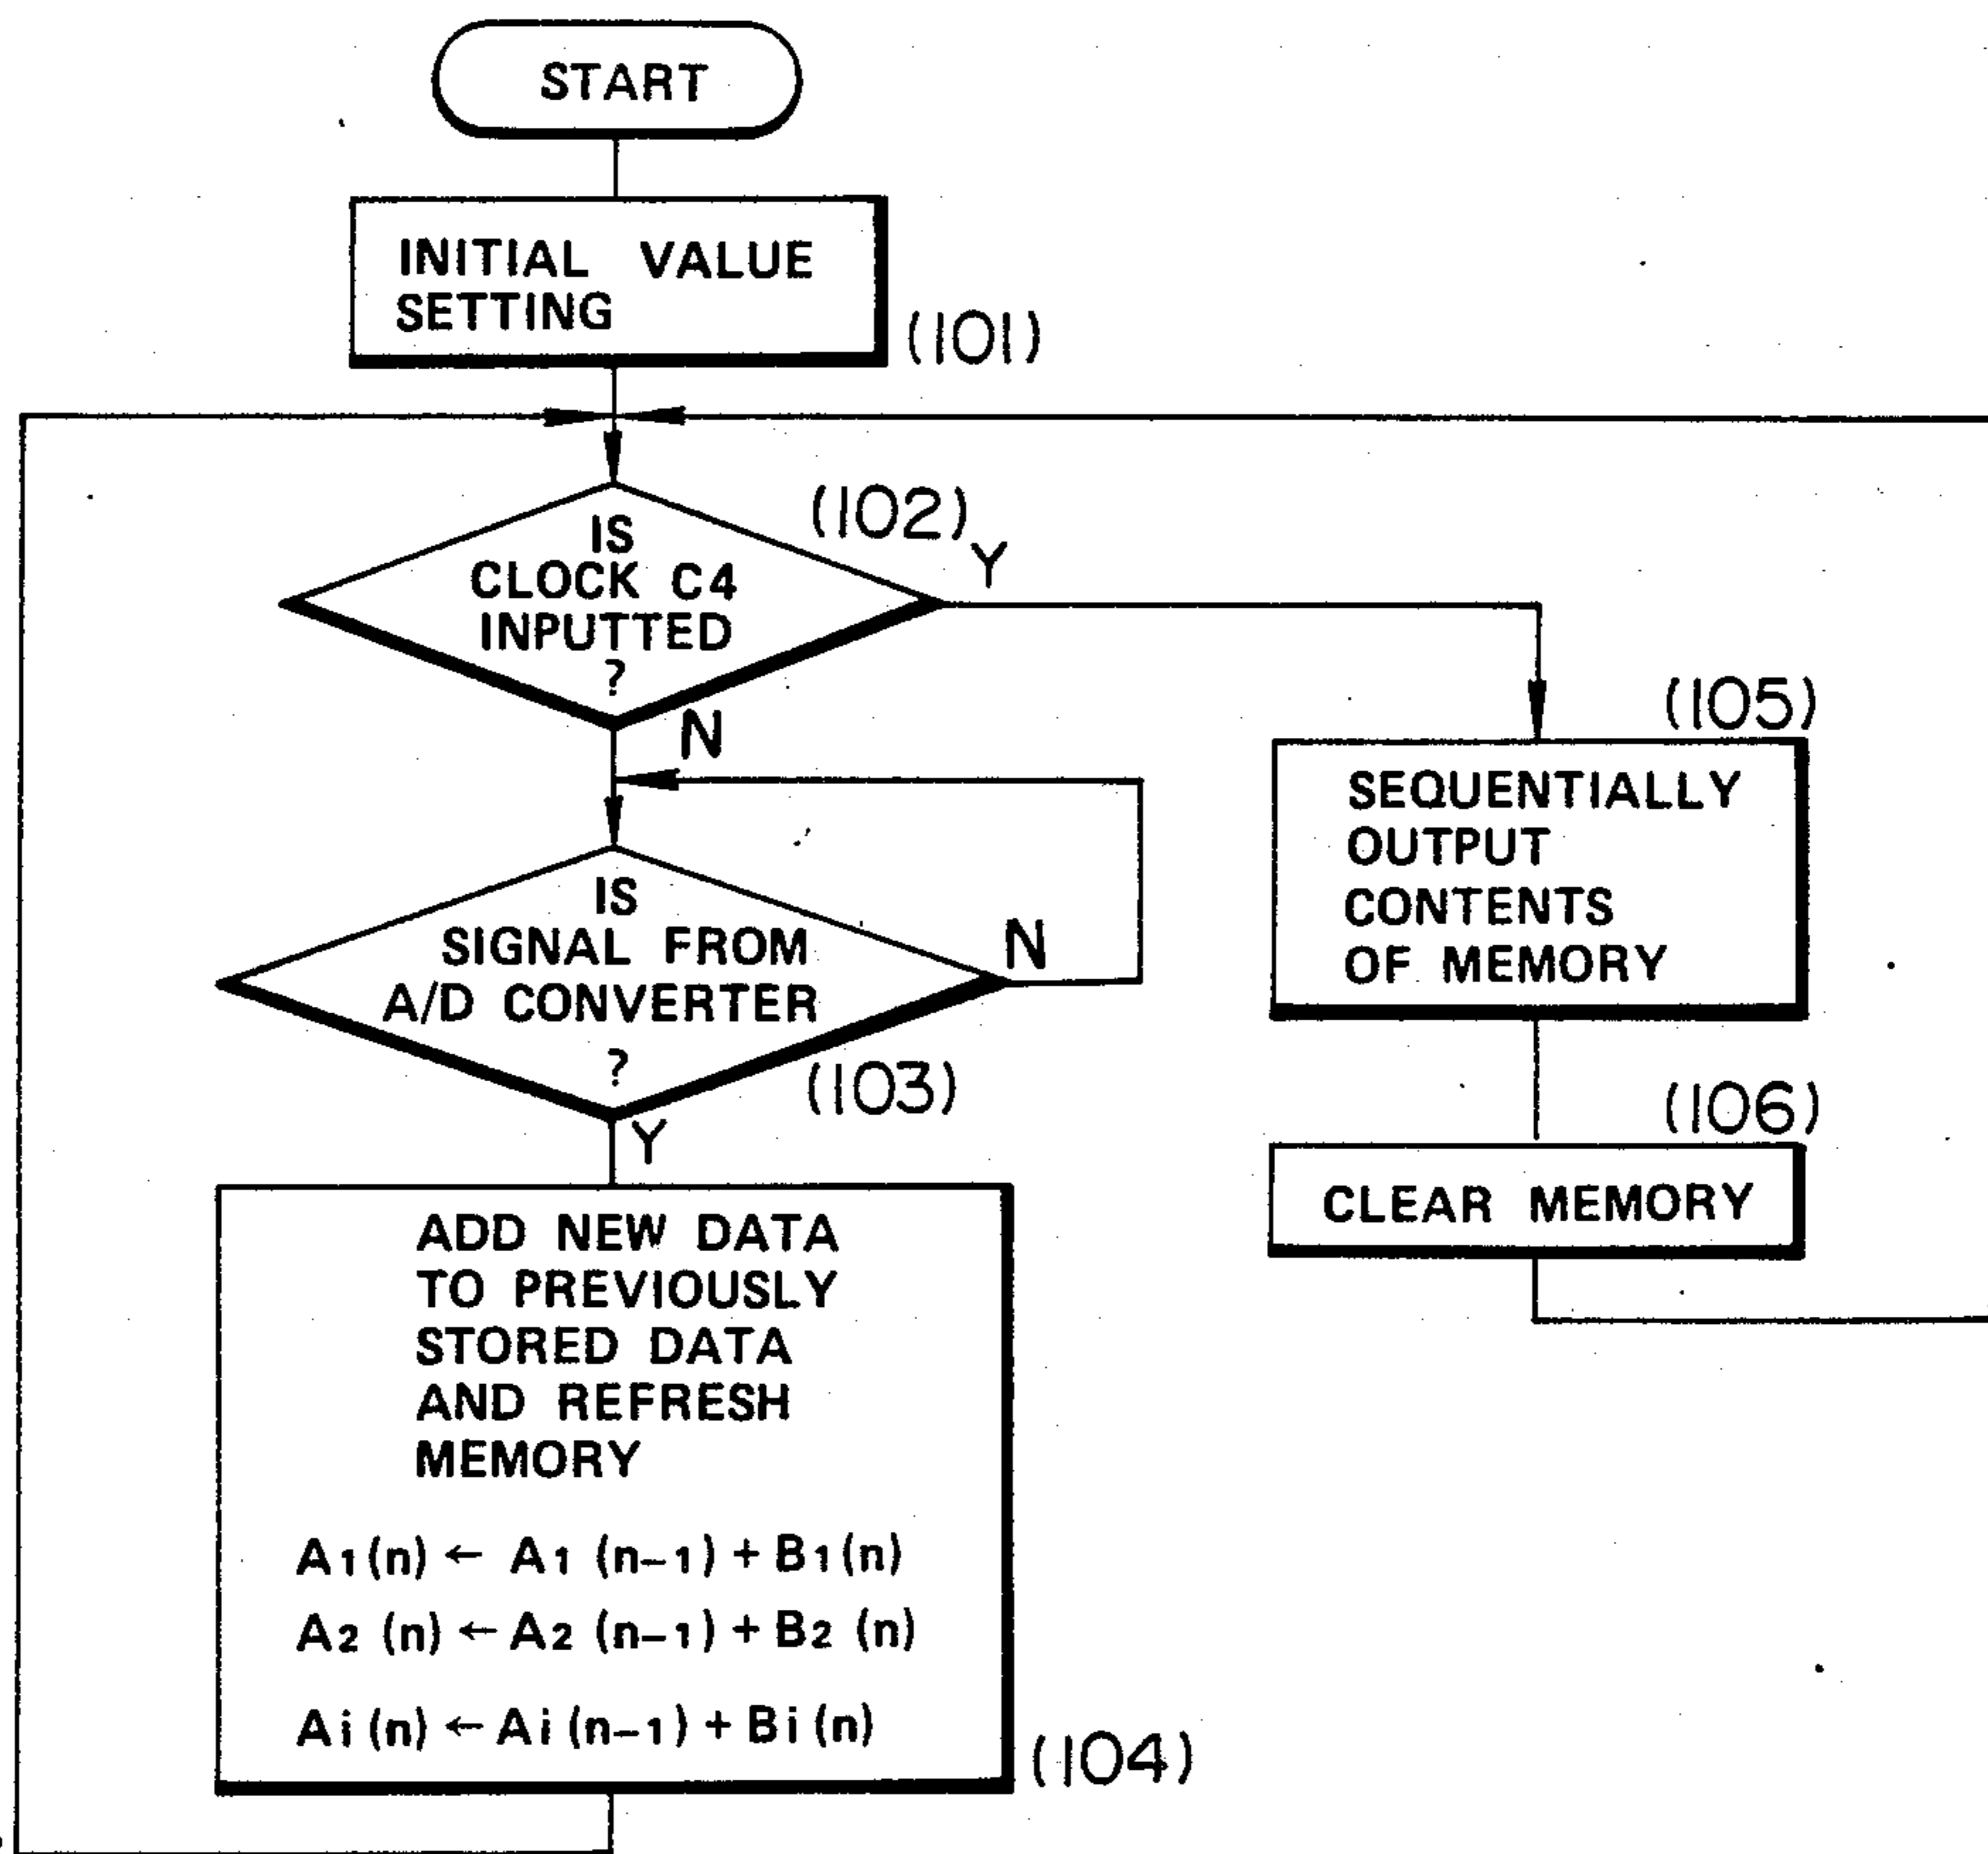 START
INITIAL VALUE
SETTING
(101)
(102)
IS
CLOCK C4
INPUTTED
?
Y
N
IS
SIGNAL FROM
A/D CONVERTER
?
N
(103)
Y
ADD NEW DATA
TO PREVIOUSLY
STORED DATA
AND REFRESH
MEMORY
A1(n) ← A1 (n-1) + B1(n)
A2 (n) ← A2 (n-1) + B2 (n)
Ai (n) ← Ai (n-1) + Bi (n)
(104)
(105)
SEQUENTIALLY
OUTPUT
CONTENTS
OF MEMORY
(106)
CLEAR MEMORY